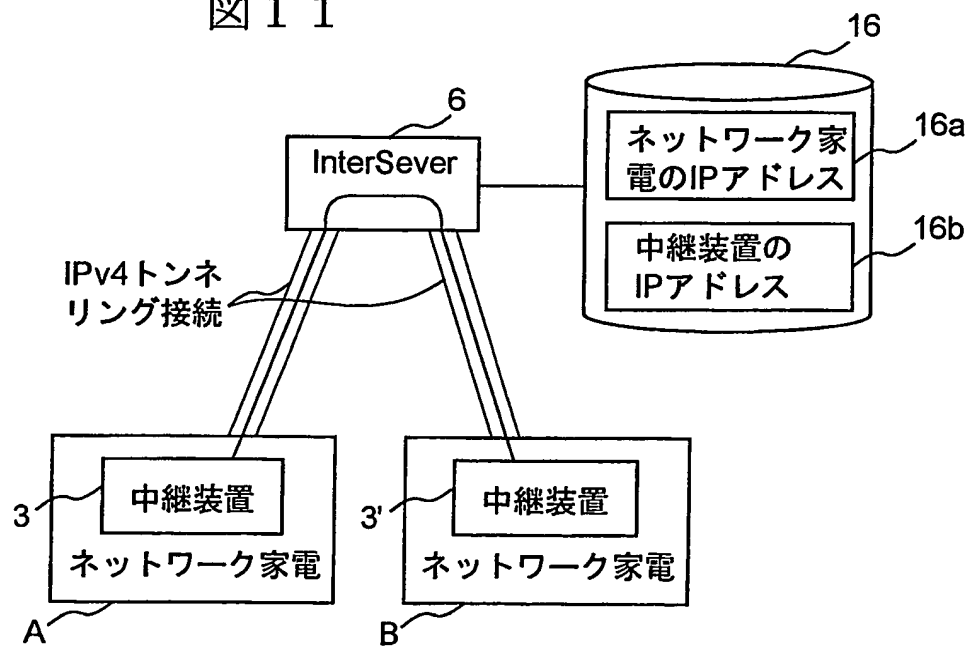 図11
16
6
InterSever
ネットワーク家
電のIPアドレス
16a
中継装置の
IPアドレス
16b
IPv4トンネ
リング接続
3
中継装置
ネットワーク家電
A
3'
中継装置
ネットワーク家電
B